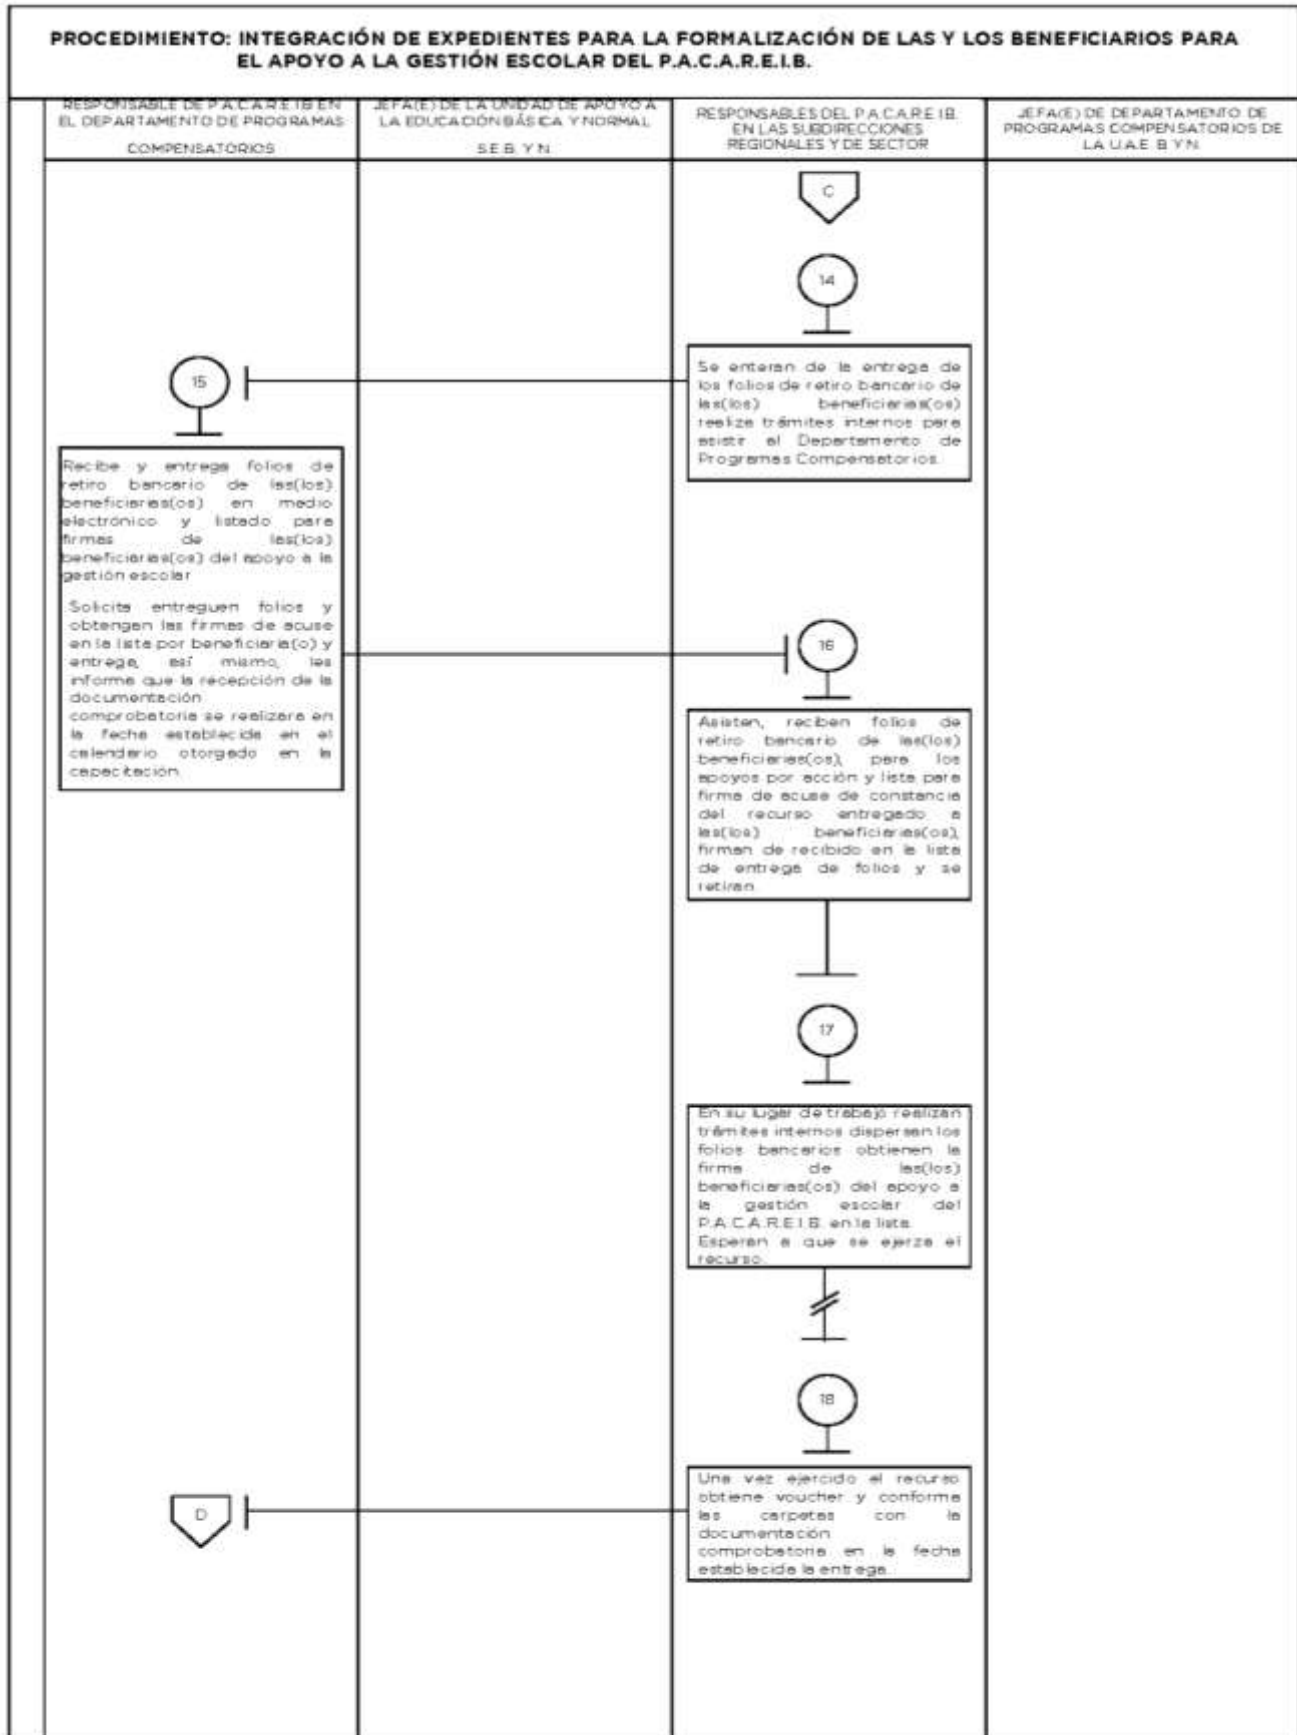 PROCEDIMIENTO: INTEGRACIÓN DE EXPEDIENTES PARA LA FORMALIZACIÓN DE LAS Y LOS BENEFICIARIOS PARA
EL APOYO A LA GESTIÓN ESCOLAR DEL P.A.C.A.R.E.I.B.
RESPONSABLE DE P.A.C.A.R.E.I.B EN
EL DEPARTAMENTO DE PROGRAMAS
COMPENSATORIOS
JEFA(E) DE LA UNIDAD DE APOYO A
LA EDUCACIÓN BÁSICA Y NORMAL
S.E.B. Y N.
RESPONSABLES DEL P.A.C.A.R.E.I.B.
EN LAS SUBDIRECCIONES
REGIONALES Y DE SECTOR
JEFA(E) DE DEPARTAMENTO DE
PROGRAMAS COMPENSATORIOS DE
LA U.A.E. B Y N.
C
14
Se enteran de la entrega de
los folios de retiro bancario de
las(los) beneficiarias(os)
realiza trámites internos para
asistir al Departamento de
Programas Compensatorios.
15
Recibe y entrega folios de
retiro bancario de las(los)
beneficiarias(os) en medio
electrónico y listado para
firmas de las(los)
beneficiarias(os) del apoyo a la
gestión escolar
Solicita entreguen folios y
obtengan las firmas de acuse
en la lista por beneficiaria(o) y
entrega, así mismo, les
informa que la recepción de la
documentación
comprobatoria se realizara en
la fecha establecida en el
calendario otorgado en la
capacitación.
16
Asisten, reciben folios de
retiro bancario de las(los)
beneficiarias(os), para los
apoyos por acción y lista para
firma de acuse de constancia
del recurso entregado a
las(los) beneficiarias(os),
firman de recibido en la lista
de entrega de folios y se
retiran.
17
En su lugar de trabajo realizan
trámites internos dispersan los
folios bancarios obtienen la
firma de las(los)
beneficiarias(os) del apoyo a
la gestión escolar del
P.A.C.A.R.E.I.B. en la lista.
Esperan a que se ejerza el
recurso.
18
Una vez ejercido el recurso
obtiene voucher y conforma
las carpetas con la
documentación
comprobatoria en la fecha
establecida la entrega.
D